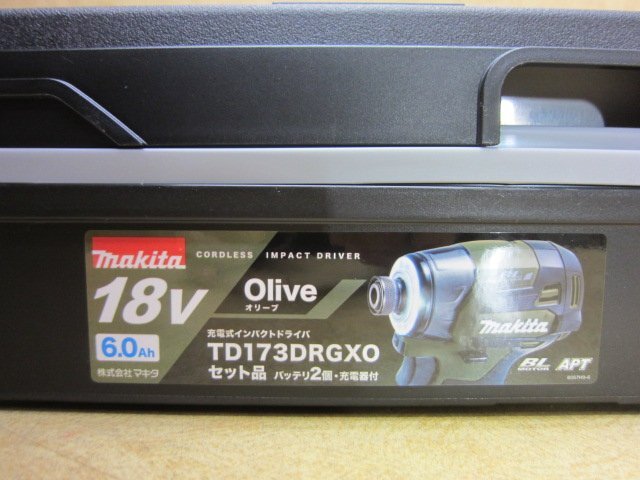 makita
CORDLESS IMPACT DRIVER
18V
Olive
オリーブ
6.0Ah
充電式インパクトドライバ
TD173DRGXO
株式会社マキタ
セット品 バッテリ2個・充電器付
makita
BL
MOTOR
APT